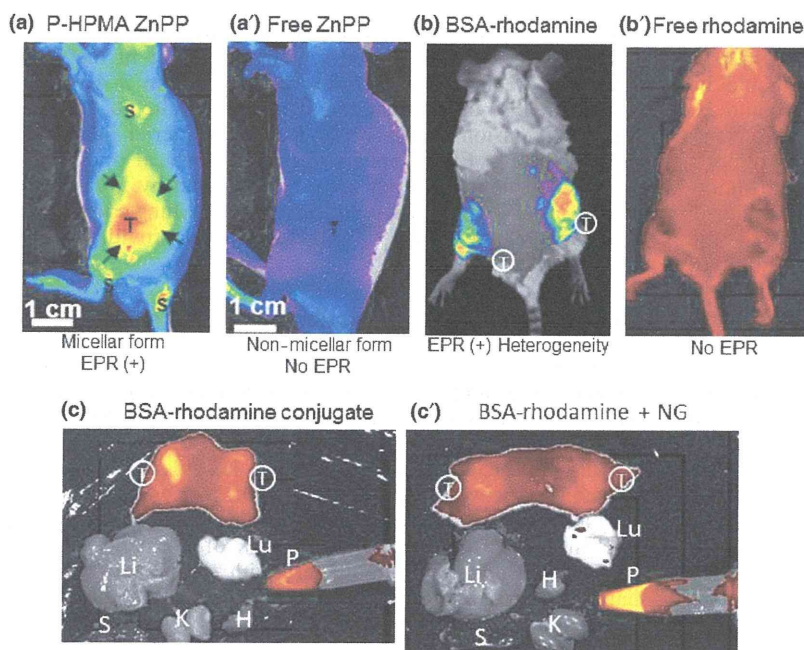 (a) P-HPMA ZnPP
(a′) Free ZnPP
(b) BSA-rhodamine
(b′) Free rhodamine
S
T
S
S
1 cm
T
1 cm
T
T
Micellar form
EPR (+)
Non-micellar form
No EPR
EPR (+) Heterogeneity
No EPR
(c) BSA-rhodamine conjugate
(c′) BSA-rhodamine + NG
T
T
Li
Lu
P
S
K
H
T
T
Lu
Li
H
P
S
K